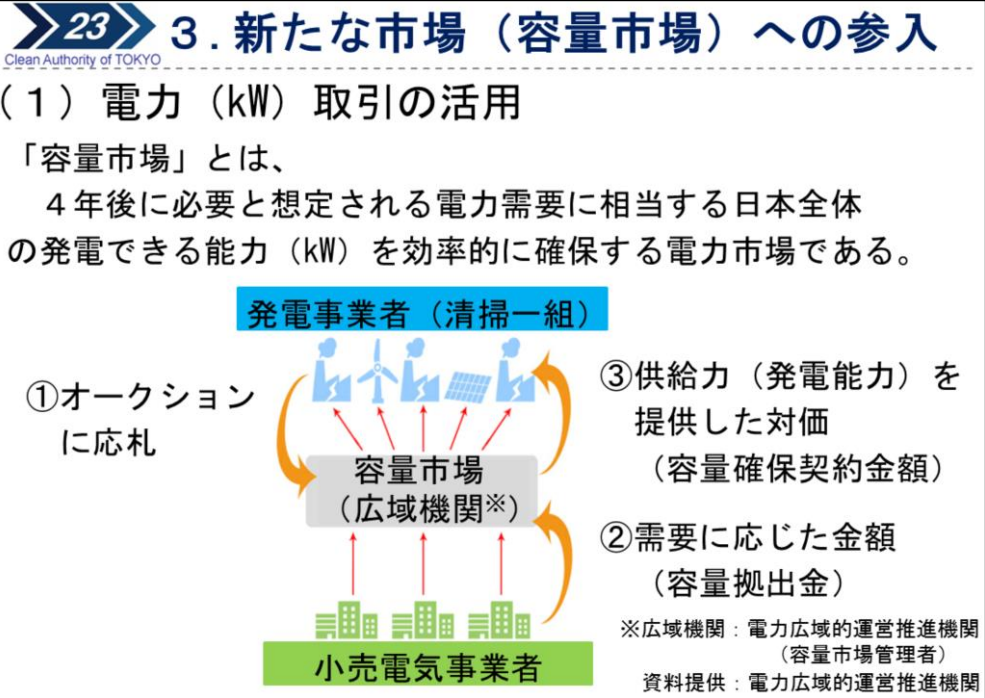 23
Clean Authority of TOKYO
3．新たな市場（容量市場）への参入
（1）電力（kW）取引の活用
「容量市場」とは、
４年後に必要と想定される電力需要に相当する日本全体
の発電できる能力（kW）を効率的に確保する電力市場である。
発電事業者（清掃一組）
①オークション
に応札
③供給力（発電能力）を
提供した対価
（容量確保契約金額）
容量市場
（広域機関※）
②需要に応じた金額
（容量拠出金）
小売電気事業者
※広域機関：電力広域的運営推進機関
（容量市場管理者）
資料提供：電力広域的運営推進機関